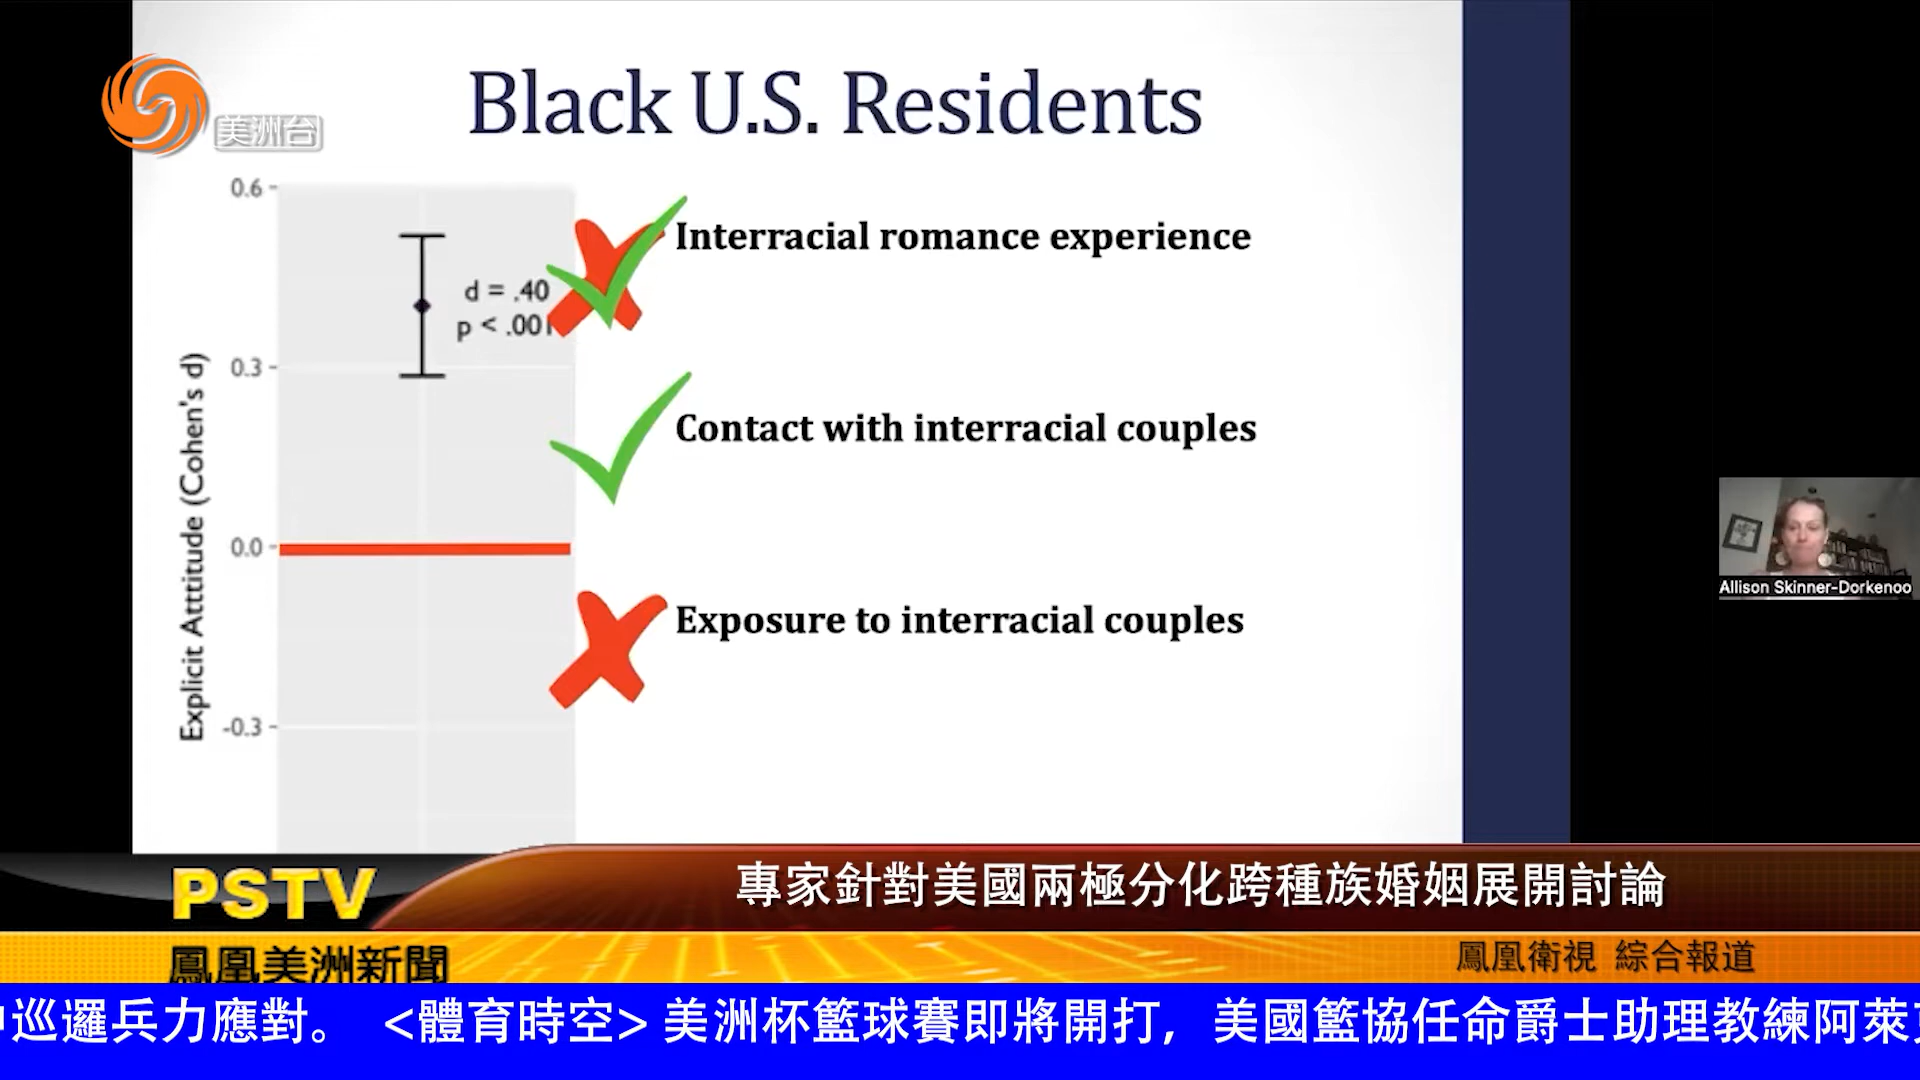 美洲台
Black U.S. Residents
0.6
0.3
0.0
-0.3
Explicit Atttitude (Cohen's d)
d = .40
p < .001
Interracial romance experience
Contact with interracial couples
Exposure to interracial couples
Allison Skinner-Dorkenoo
PSTV
專家針對美國兩極分化跨種族婚姻展開討論
鳳凰美洲新聞
鳳凰衛視 綜合報道
巡邏兵力應對。 <體育時空> 美洲杯籃球賽即將開打，美國籃協任命爵士助理教練阿萊